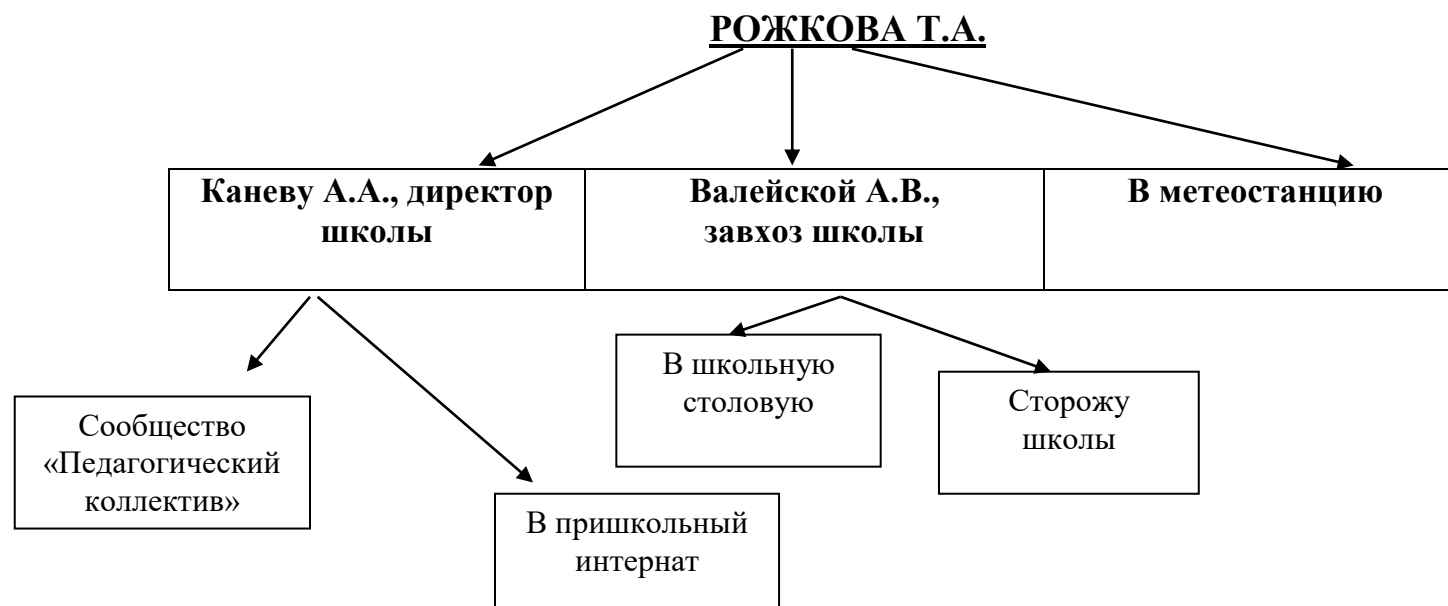 РОЖКОВА Т.А.
Каневу А.А., директор
школы
Валейской А.В.,
завхоз школы
В метеостанцию
Сообщество
«Педагогический
коллектив»
В пришкольный
интернат
В школьную
столовую
Сторожу
школы